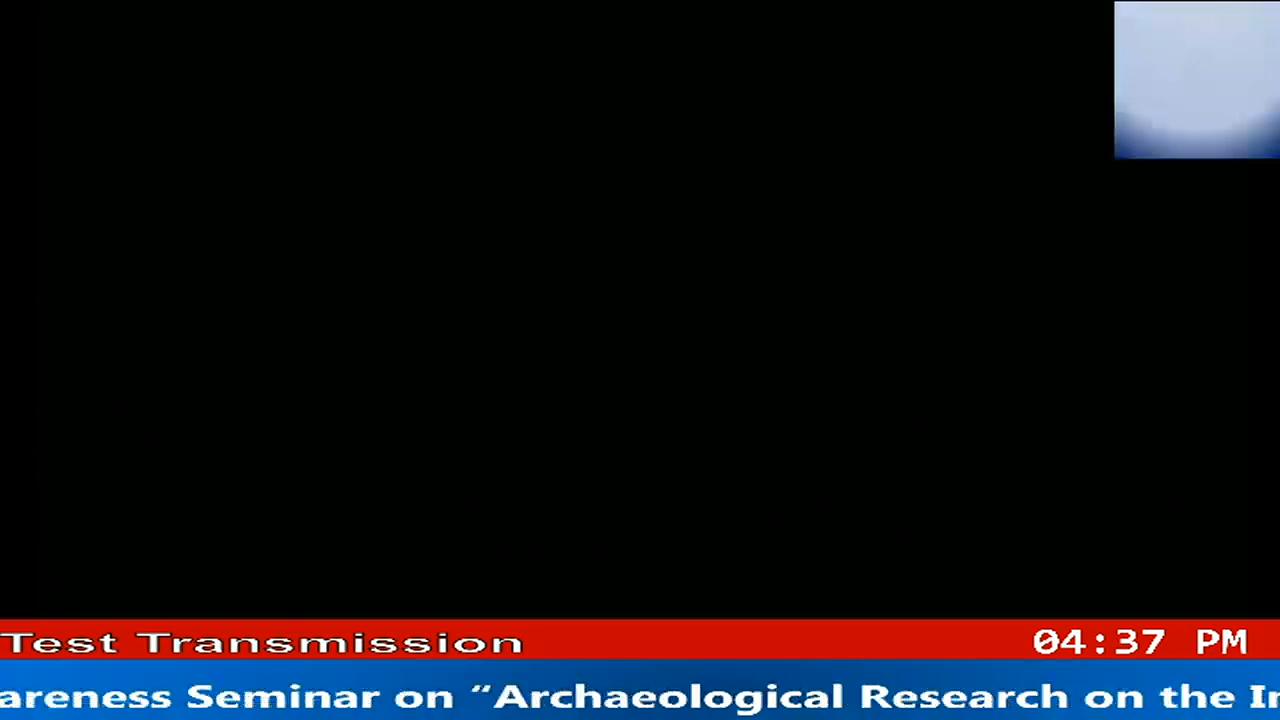 Test Transmission
04:37 PM
areness Seminar on “Archaeological Research on the